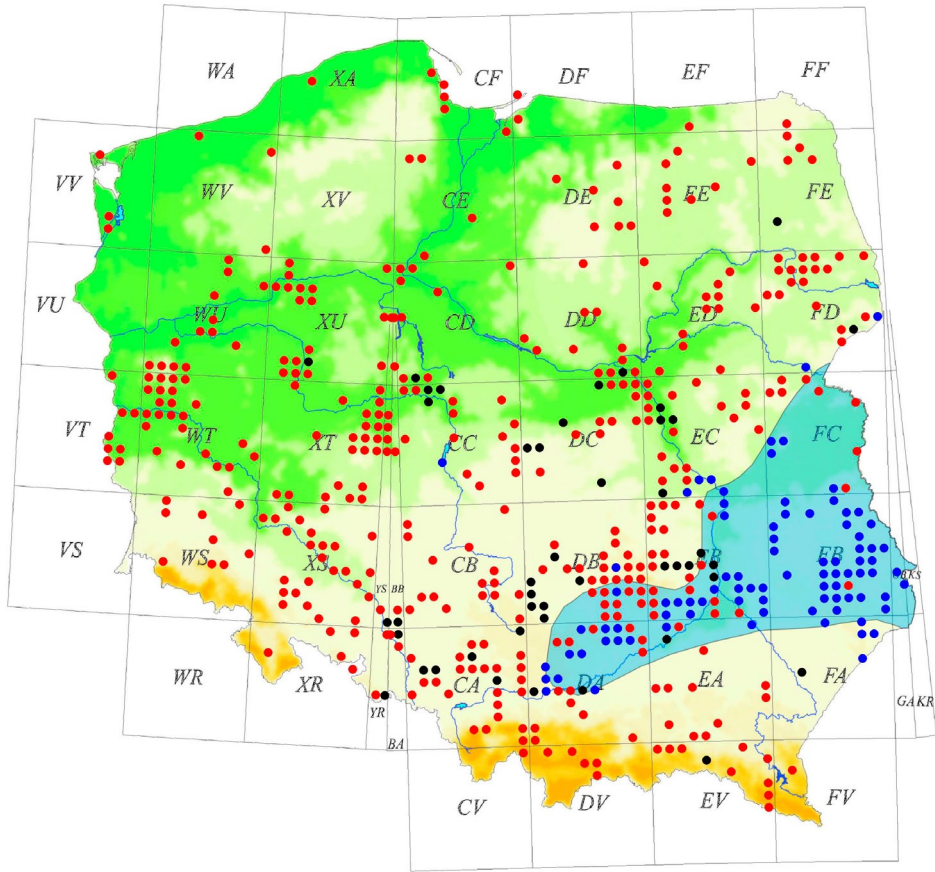 WA XA CF DF EF FF
VV WV XV CE DE EE FE
VU WU XU CD DD ED FD
VT WT XT CC DC EC FC
VS WS XS YS BB CB DB EB FB
WR XR YR BA CA DA EA FA GA KR
CV DV EV FV